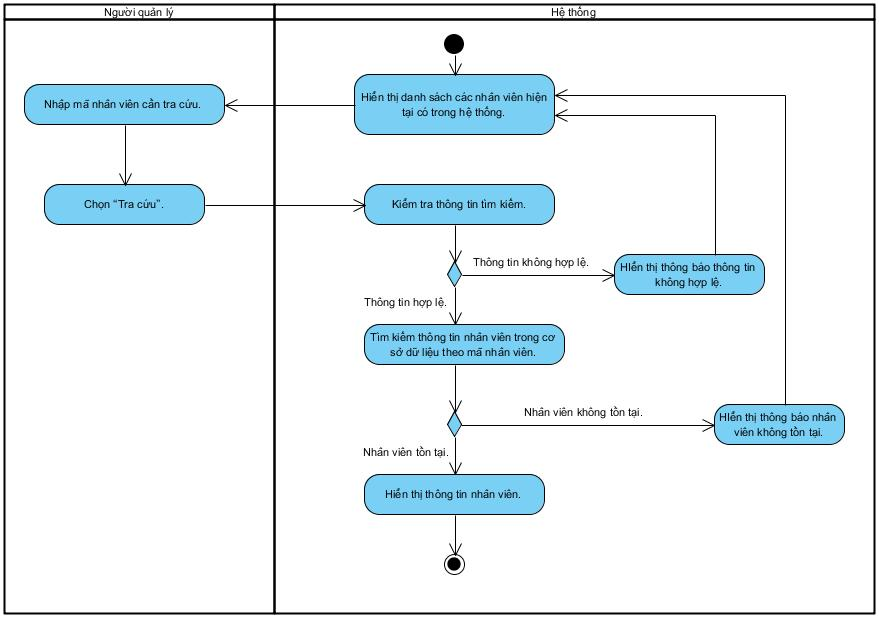 Người quản lý
Hệ thống
Hiển thị danh sách các nhân viên hiện
tại có trong hệ thống.
Nhập mã nhân viên cần tra cứu.
Chọn “Tra cứu”.
Kiểm tra thông tin tìm kiếm.
Thông tin không hợp lệ.
HIển thị thông báo thông tin
không hợp lệ.
Thông tin hợp lệ.
Tìm kiếm thông tin nhân viên trong cơ
sở dữ liệu theo mã nhân viên.
Nhân viên không tồn tại.
HIển thị thông báo nhân
viên không tồn tại.
Nhân viên tồn tại.
Hiển thị thông tin nhân viên.